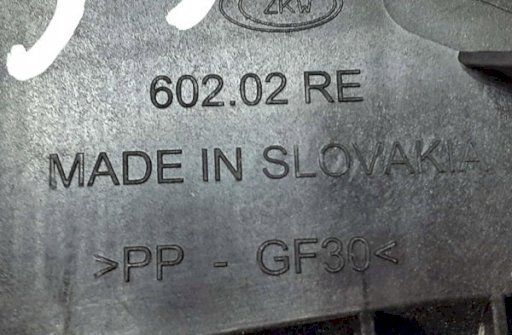 ZKW
602.02 RE
MADE IN SLOVAKIA
>PP - GF30<